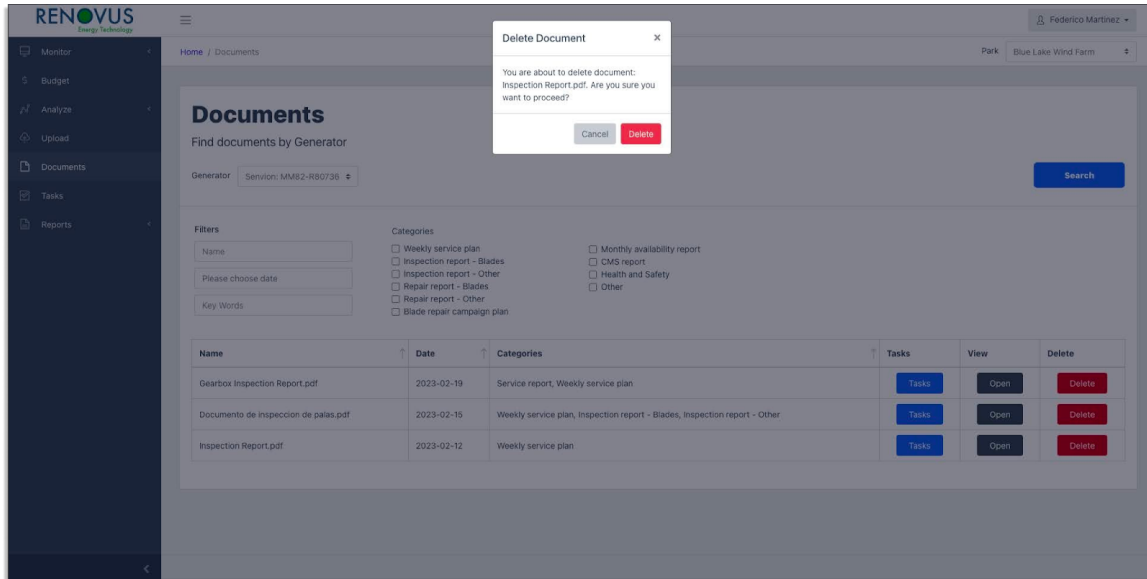 RENOVUS
Energy Technology
Federico Martinez
Monitor
Budget
Analyze
Upload
Documents
Tasks
Reports
Home / Documents
Park Blue Lake Wind Farm
Delete Document ×
You are about to delete document:
Inspection Report.pdf. Are you sure you
want to proceed?
Cancel Delete
Documents
Find documents by Generator
Generator Senvion: MM82-R80736
Search
Filters
Name
Please choose date
Key Words
Categories
Weekly service plan
Inspection report - Blades
Inspection report - Other
Repair report - Blades
Repair report - Other
Blade repair campaign plan
Monthly availability report
CMS report
Health and Safety
Other
Name Date Categories Tasks View Delete
Gearbox Inspection Report.pdf 2023-02-19 Service report, Weekly service plan Tasks Open Delete
Documento de inspeccion de palas.pdf 2023-02-15 Weekly service plan, Inspection report - Blades, Inspection report - Other Tasks Open Delete
Inspection Report.pdf 2023-02-12 Weekly service plan Tasks Open Delete